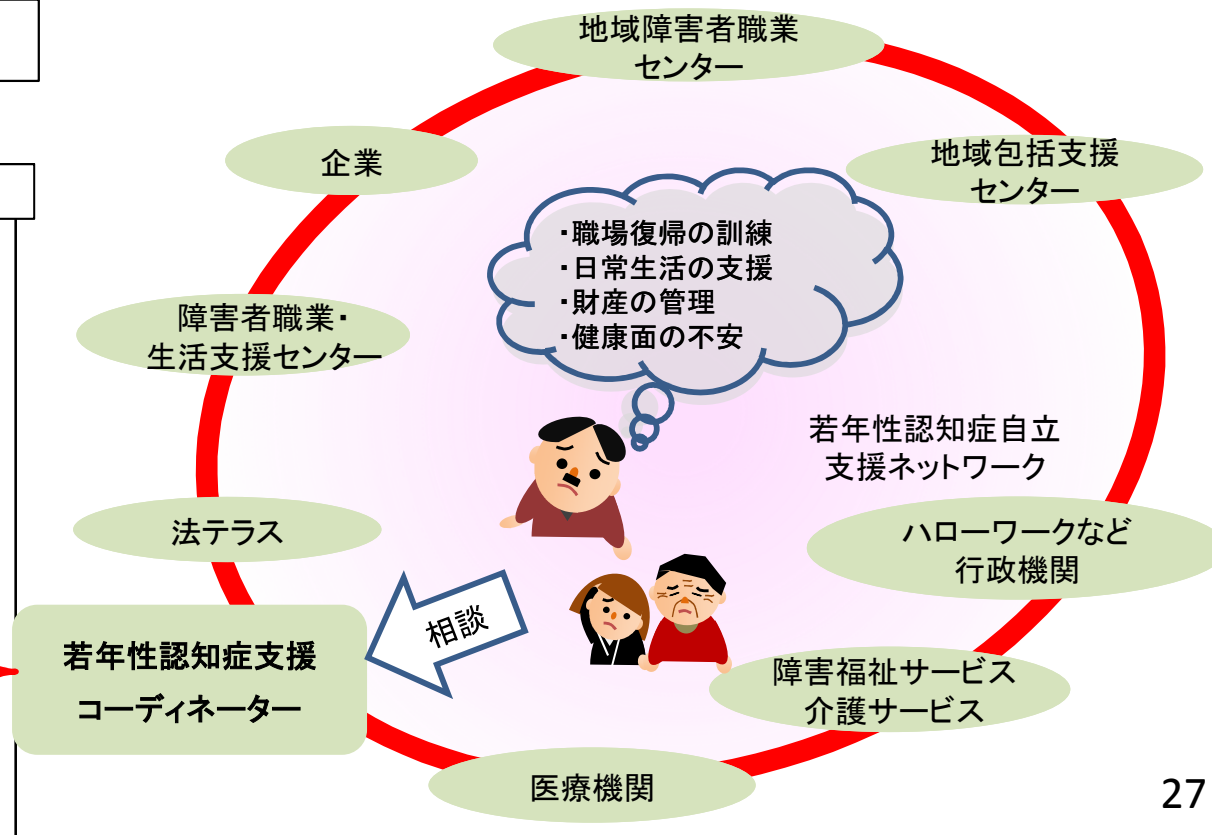 地域障害者職業
センター
企業
地域包括支援
センター
・職場復帰の訓練
・日常生活の支援
・財産の管理
・健康面の不安
障害者職業・
生活支援センター
若年性認知症自立
支援ネットワーク
法テラス
ハローワークなど
行政機関
相談
若年性認知症支援
コーディネーター
障害福祉サービス
介護サービス
医療機関
27